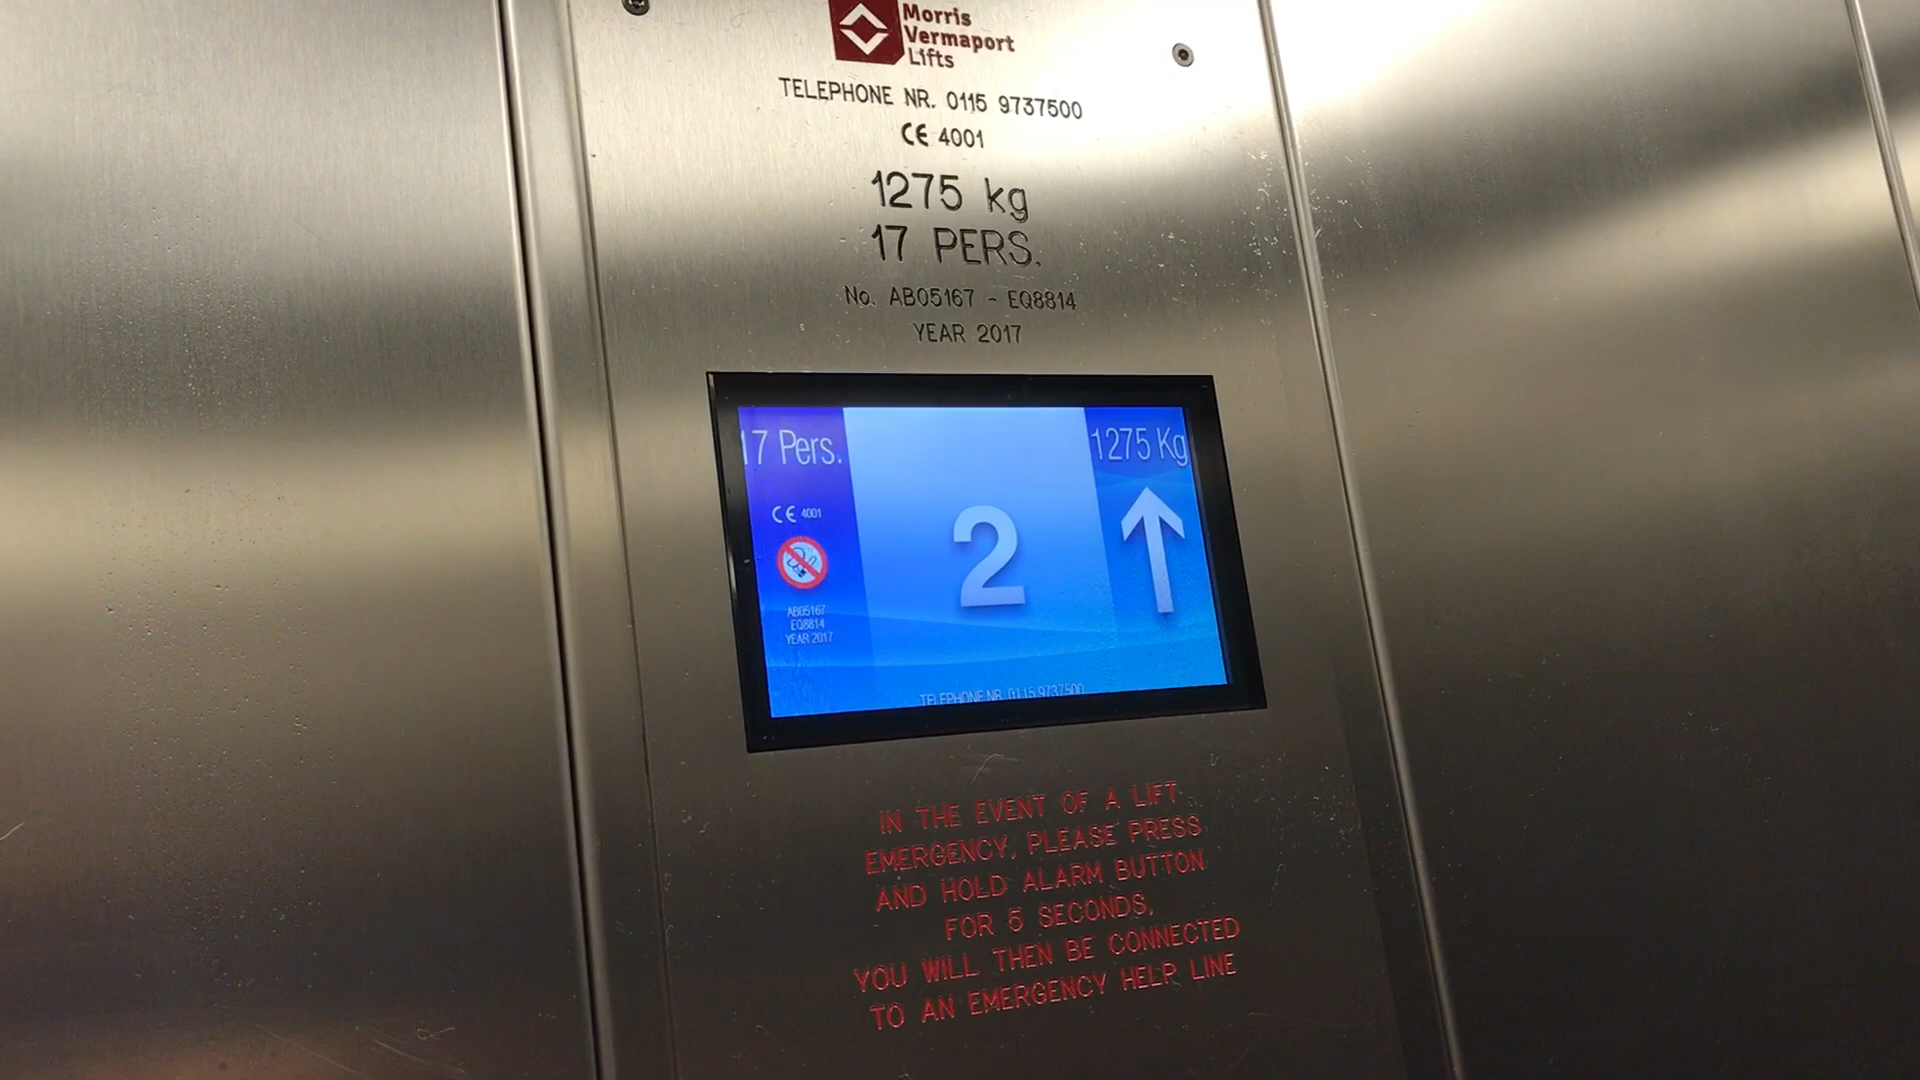 Morris
Vermaport
Lifts
TELEPHONE NR. 0115 9737500
CE 4001
1275 kg
17 PERS.
No. AB05167 - EQ8814
YEAR 2017
17 Pers.
CE 4001
AB05167
EQ8814
YEAR 2017
2
1275 Kg
TELEPHONE NR. 0115 9737500
IN THE EVENT OF A LIFT
EMERGENCY, PLEASE PRESS
AND HOLD ALARM BUTTON
FOR 5 SECONDS,
YOU WILL THEN BE CONNECTED
TO AN EMERGENCY HELP LINE